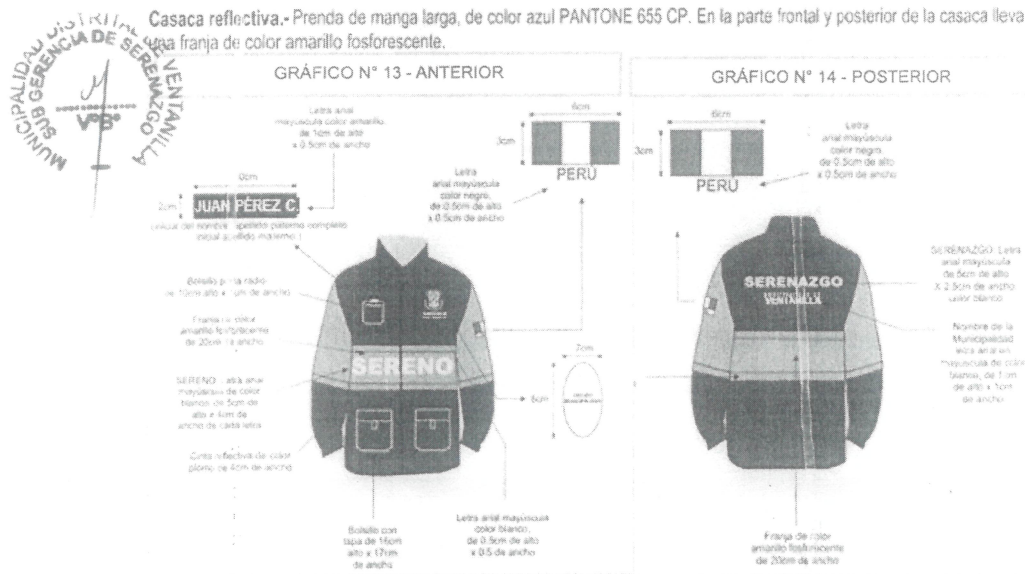 Casaca reflectiva.- Prenda de manga larga, de color azul PANTONE 655 CP. En la parte frontal y posterior de la casaca lleva
una franja de color amarillo fosforescente.
MUNICIPALIDAD DISTRITAL DE VENTANILLA
SUB GERENCIA DE SERENAZGO
VºBº
GRÁFICO N° 13 - ANTERIOR
Letra arial
mayúscula color amarillo
de 1cm de alto
x 0.5cm de ancho
2cm
JUAN PÉREZ C.
6cm
3cm
PERÚ
Letra
arial mayúscula
color negro,
de 0.5cm de alto
x 0.5cm de ancho
Bolsillo para radio
Franja de color
amarillo fosforescente
de 20cm de ancho
SERENO
SERENO Letra arial
mayúscula de color
blanco de 5cm de
alto x 4cm de
ancho de cada letra
Cinta reflectiva de color
plomo de 4cm de ancho
Bolsillo con
tapa de 16cm
alto x 17cm
de ancho
Letra arial mayúscula
color blanco,
de 0.5cm de alto
x 0.5 de ancho
7cm
GRÁFICO N° 14 - POSTERIOR
6cm
3cm
PERÚ
Letra
arial mayúscula
color negro
de 0.5cm de alto
x 0.5cm de ancho
SERENAZGO
VENTANILLA
SERENAZGO Letra
arial mayúscula
de 5cm de alto
X 2.5cm de ancho
color blanco
Nombre de la
Municipalidad
mayúscula de color
blanco, de 1cm
de alto x 1cm
de ancho
Franja de color
amarillo fosforescente
de 20cm de ancho